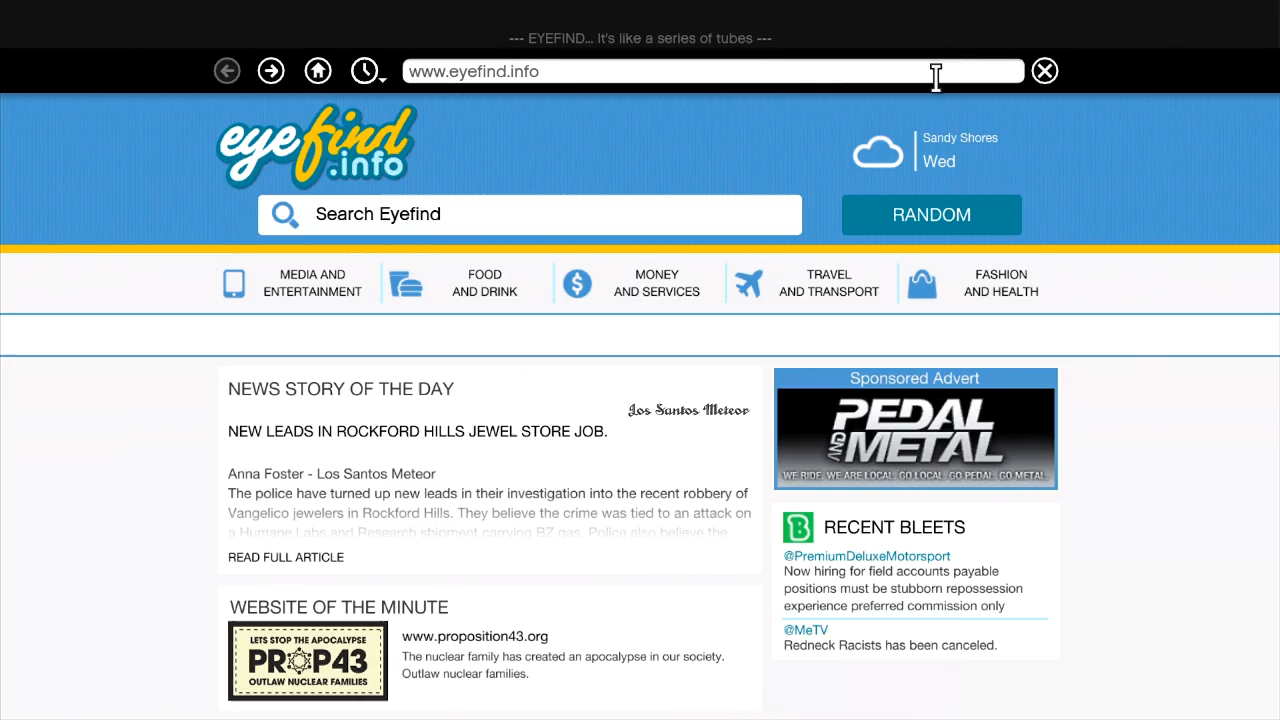 --- EYEFIND... It's like a series of tubes ---
www.eyefind.info
eyefind
.info
Sandy Shores
Wed
Search Eyefind
RANDOM
MEDIA AND
ENTERTAINMENT
FOOD
AND DRINK
MONEY
AND SERVICES
TRAVEL
AND TRANSPORT
FASHION
AND HEALTH
NEWS STORY OF THE DAY
Los Santos Meteor
NEW LEADS IN ROCKFORD HILLS JEWEL STORE JOB.
Anna Foster - Los Santos Meteor
The police have turned up new leads in their investigation into the recent robbery of
Vangelico jewelers in Rockford Hills. They believe the crime was tied to an attack on
a Humane Labs and Research shipment carrying BZ gas. Police also believe the
READ FULL ARTICLE
Sponsored Advert
PEDAL
AND
METAL
WE RIDE. WE ARE LOCAL. GO LOCAL. GO PEDAL. GO METAL.
B RECENT BLEETS
@PremiumDeluxeMotorsport
Now hiring for field accounts payable
positions must be stubborn repossession
experience preferred commission only
@MeTV
Redneck Racists has been canceled.
WEBSITE OF THE MINUTE
LETS STOP THE APOCALYPSE
PROP43
OUTLAW NUCLEAR FAMILIES
www.proposition43.org
The nuclear family has created an apocalypse in our society.
Outlaw nuclear families.